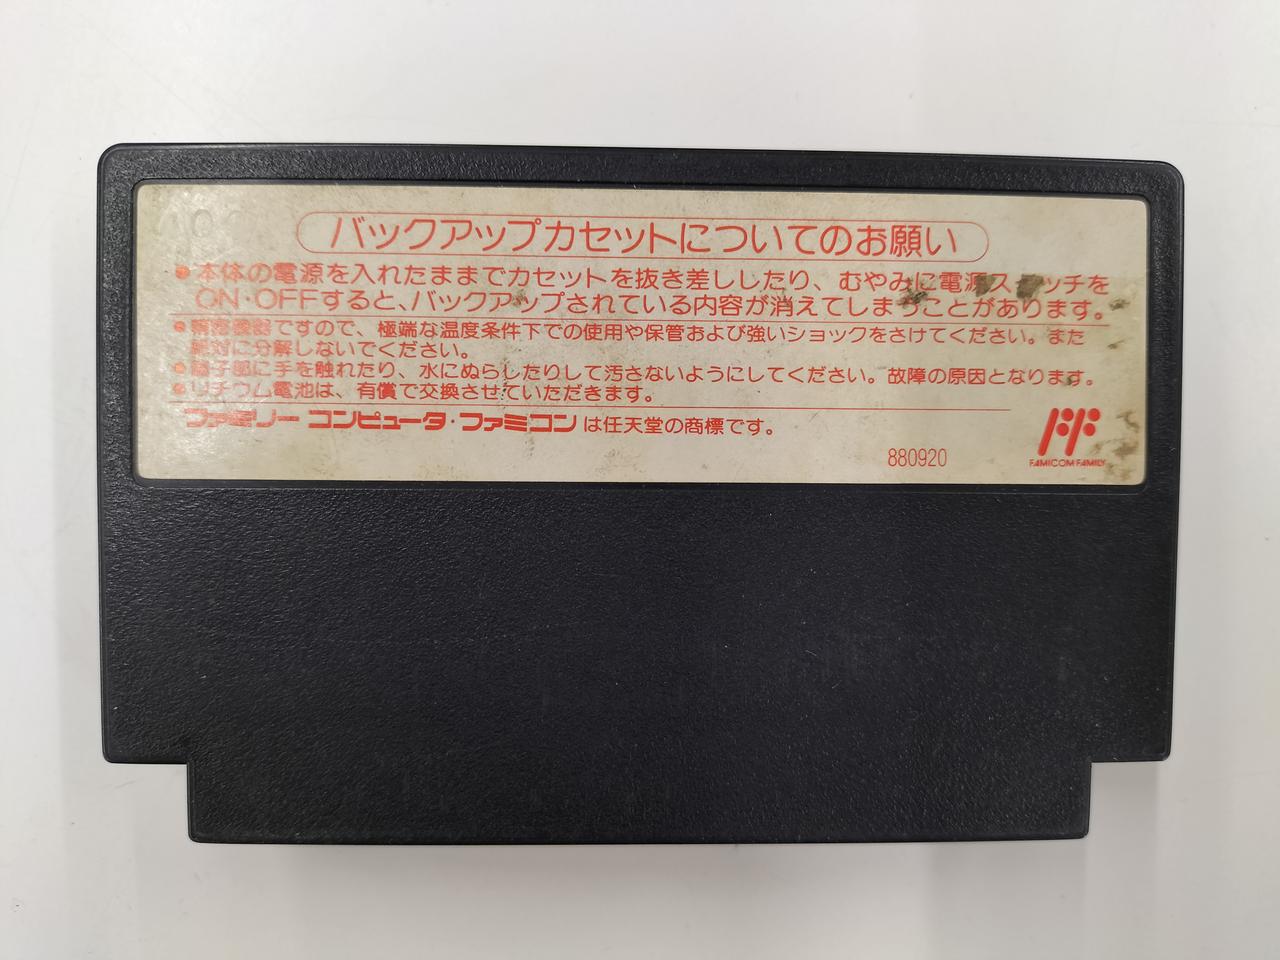 バックアップカセットについてのお願い
●本体の電源を入れたままでカセットを抜き差ししたり、むやみに電源スイッチを
ON・OFFすると、バックアップされている内容が消えてしまうことがあります。
●精密機器ですので、極端な温度条件下での使用や保管および強いショックをさけてください。また
絶対に分解しないでください。
●端子部に手を触れたり、水にぬらしたりして汚さないようにしてください。故障の原因となります。
●リチウム電池は、有償で交換させていただきます。
ファミリーコンピュータ・ファミコンは任天堂の商標です。
880920
FAMICOM FAMILY